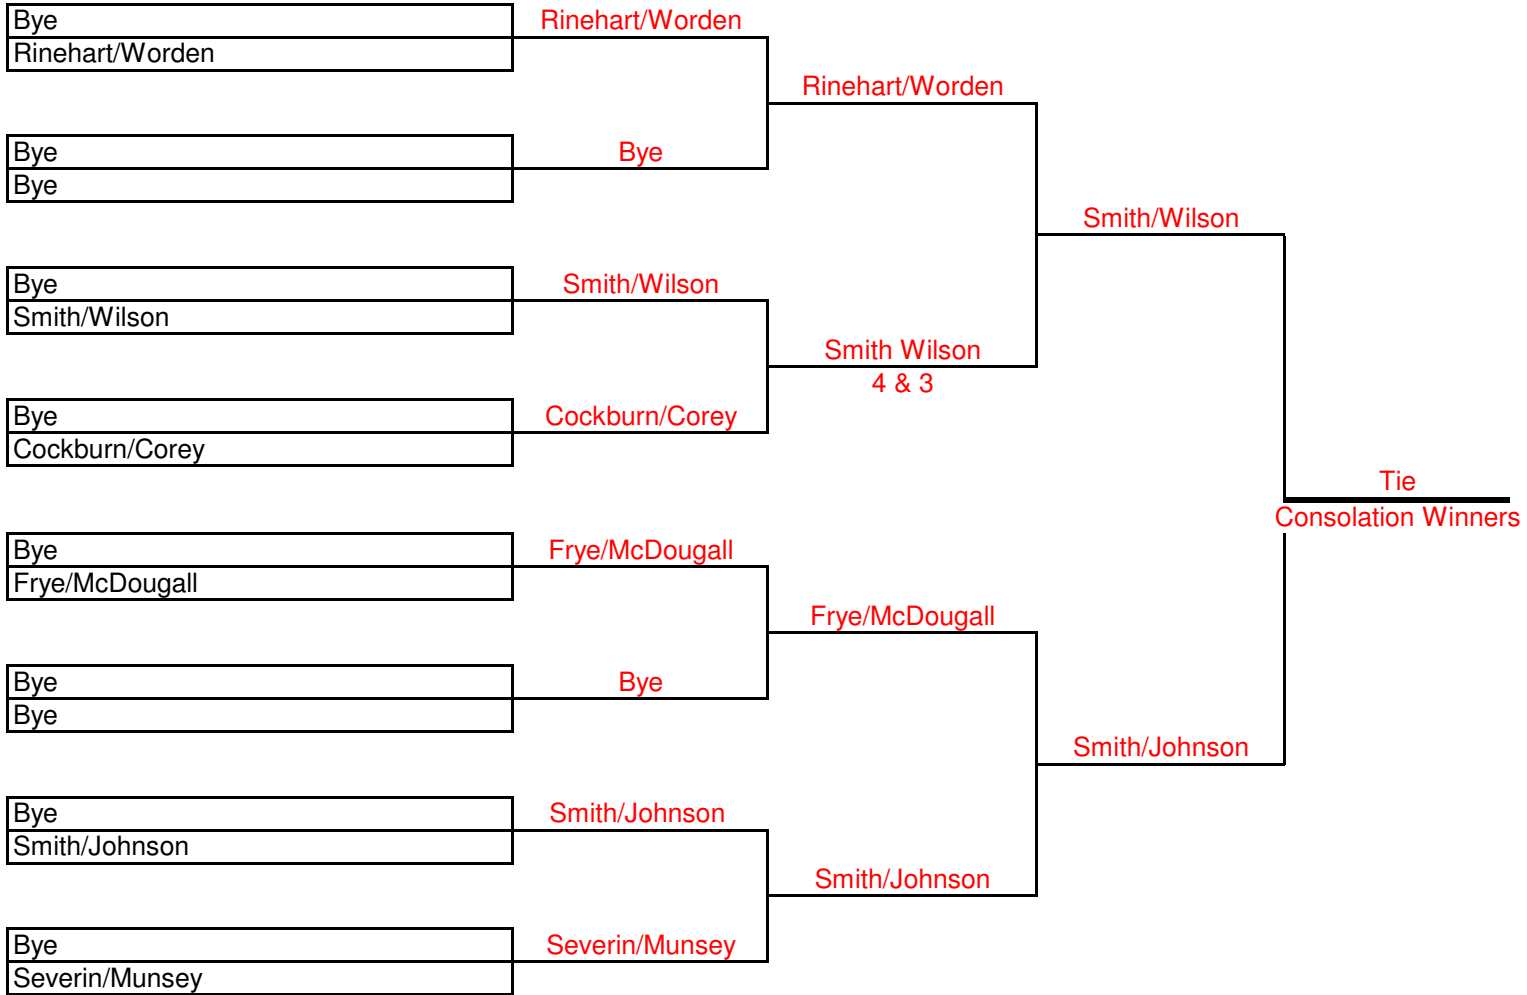 Bye
Rinehart/Worden
Bye
Bye
Bye
Smith/Wilson
Bye
Cockburn/Corey
Bye
Frye/McDougall
Bye
Bye
Bye
Smith/Johnson
Bye
Severin/Munsey
Rinehart/Worden
Bye
Smith/Wilson
Cockburn/Corey
Frye/McDougall
Bye
Smith/Johnson
Severin/Munsey
Rinehart/Worden
Smith Wilson
4 & 3
Frye/McDougall
Smith/Johnson
Smith/Wilson
Smith/Johnson
Tie
Consolation Winners